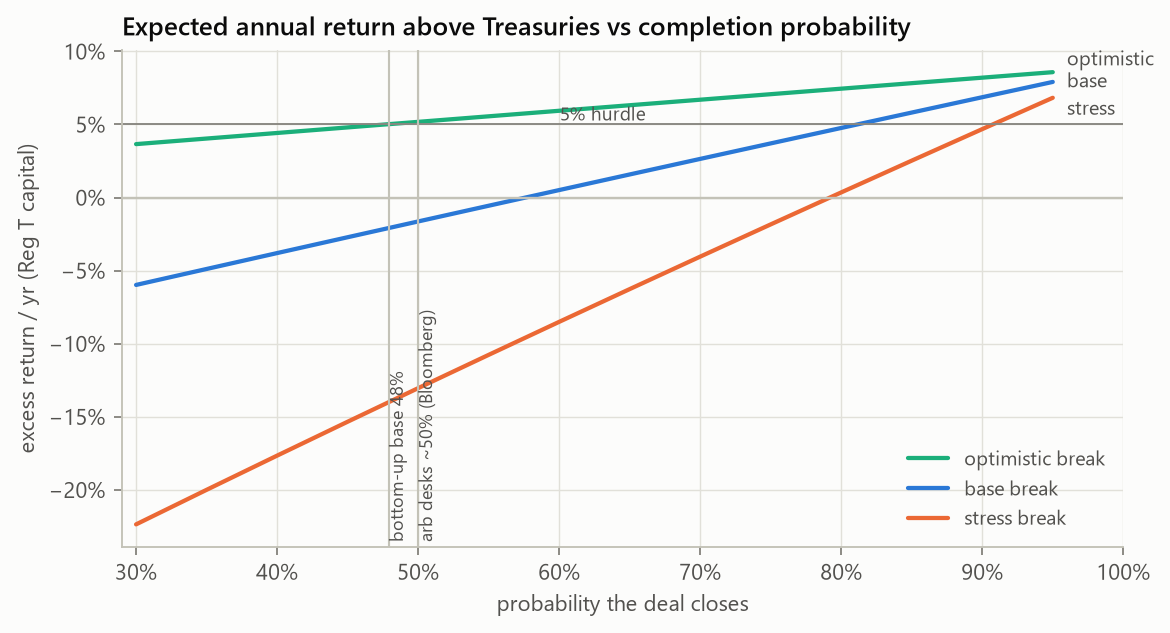 Expected annual return above Treasuries vs completion probability
10%
5%
0%
−5%
−10%
−15%
−20%
excess return / yr (Reg T capital)
optimistic
base
stress
5% hurdle
bottom-up base 48%
arb desks ~50% (Bloomberg)
optimistic break
base break
stress break
30%
40%
50%
60%
70%
80%
90%
100%
probability the deal closes